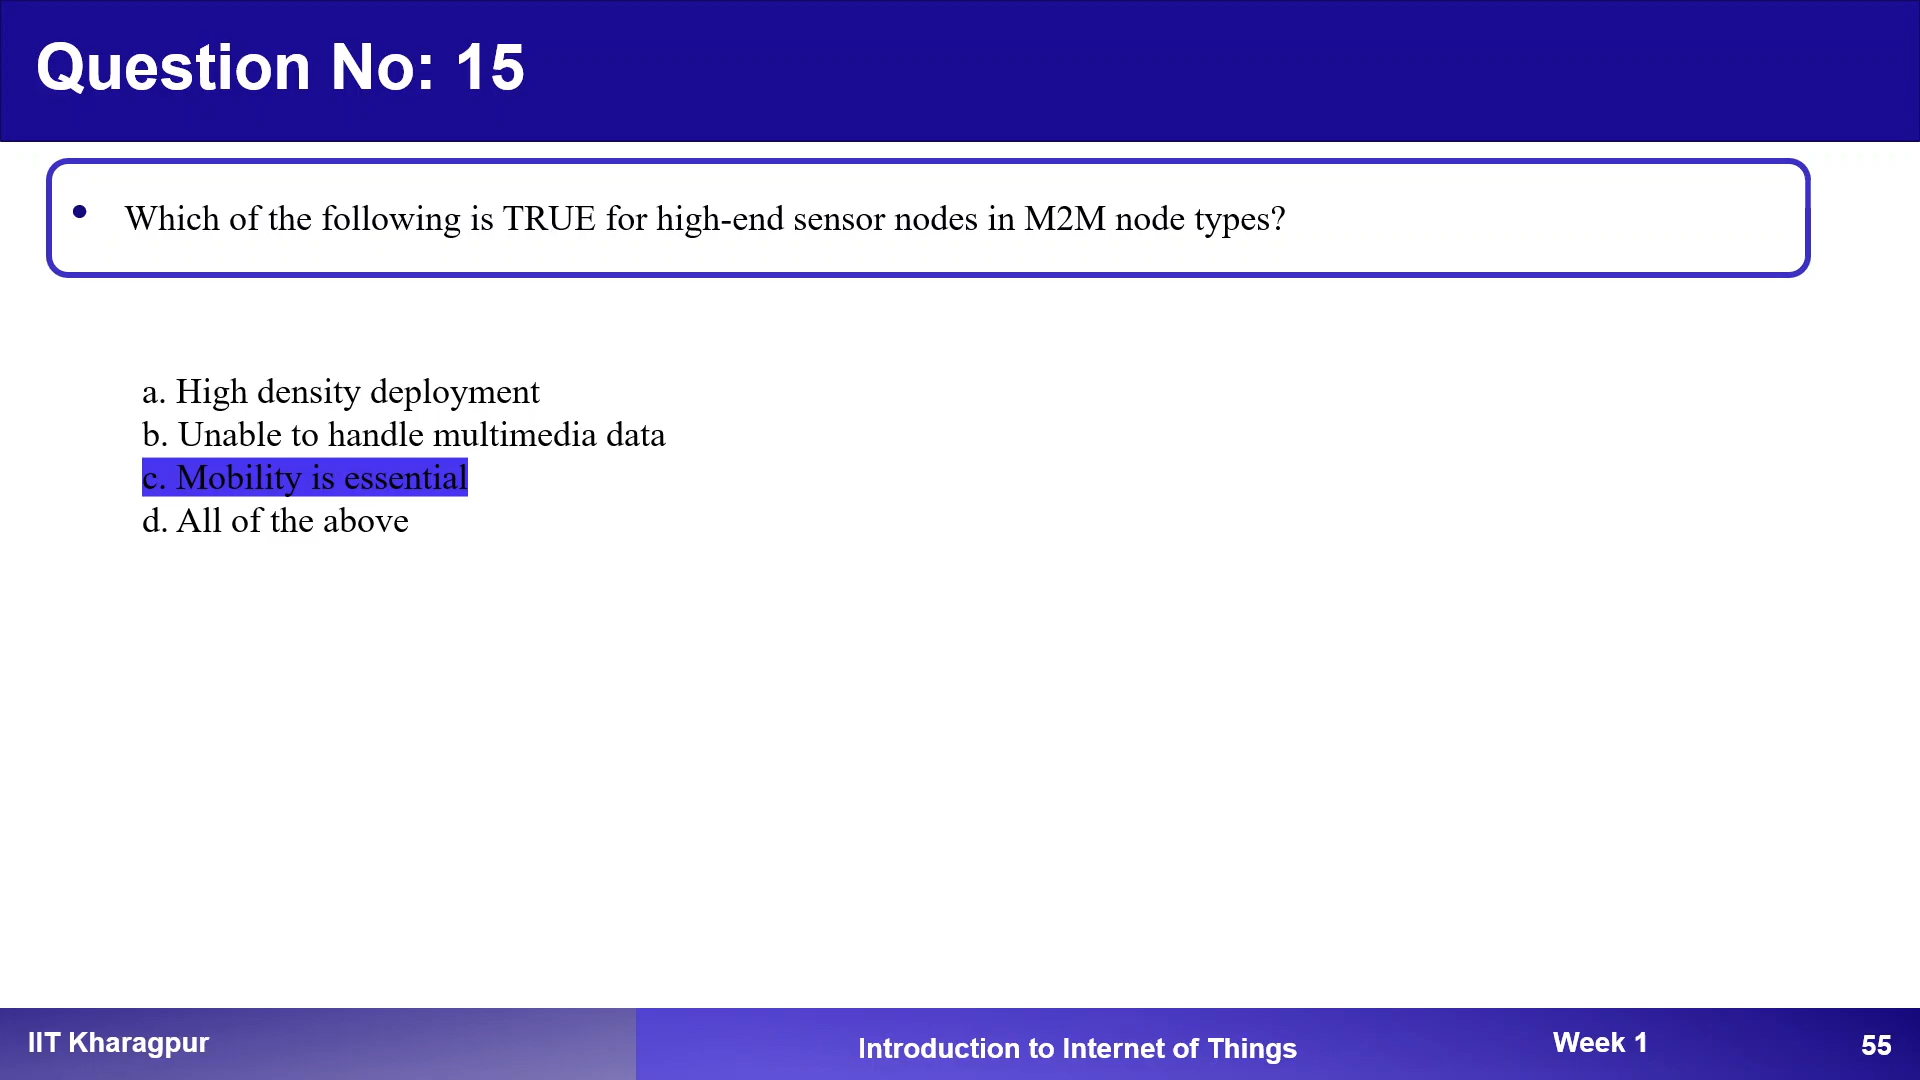 Question No: 15
• Which of the following is TRUE for high-end sensor nodes in M2M node types?
a. High density deployment
b. Unable to handle multimedia data
c. Mobility is essential
d. All of the above
IIT Kharagpur
Introduction to Internet of Things
Week 1
55